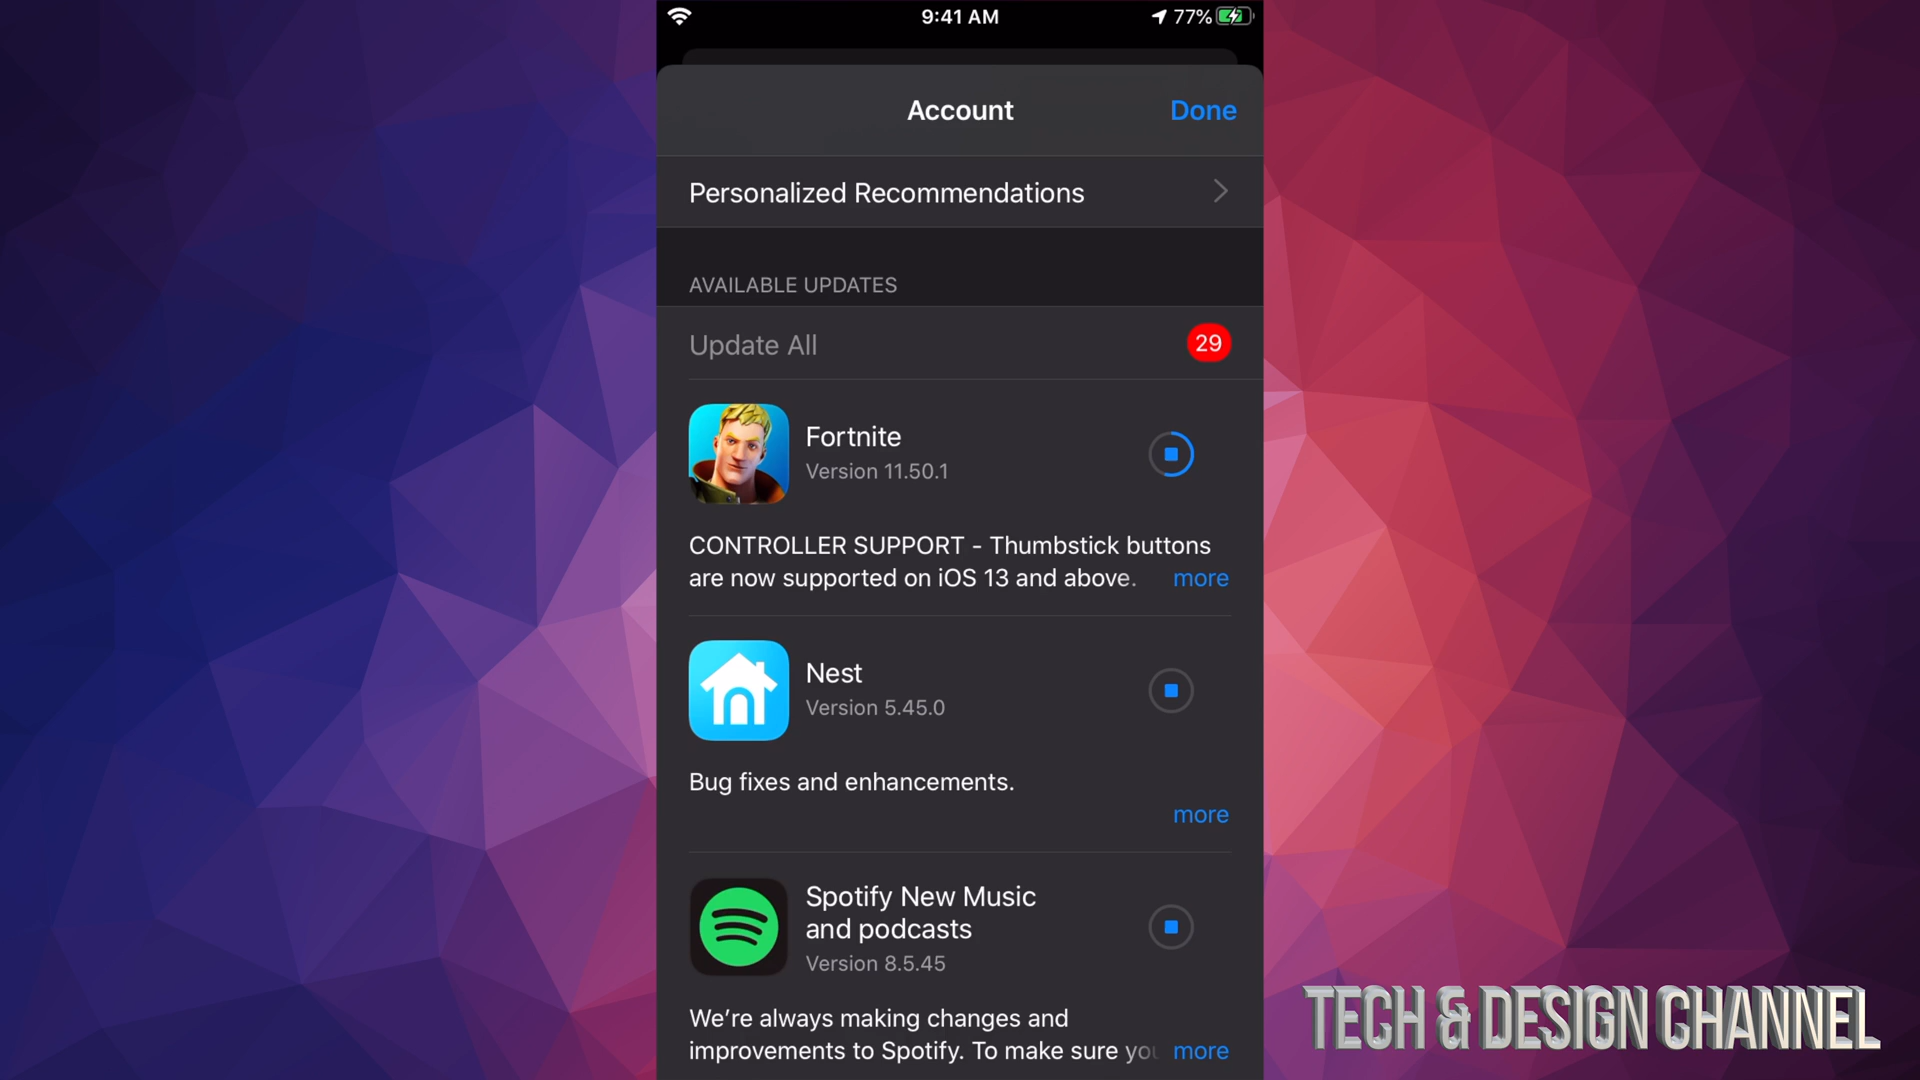 9:41 AM
77%
Account
Done
Personalized Recommendations
AVAILABLE UPDATES
Update All
29
Fortnite
Version 11.50.1
CONTROLLER SUPPORT - Thumbstick buttons
are now supported on iOS 13 and above. more
Nest
Version 5.45.0
Bug fixes and enhancements.
more
Spotify New Music
and podcasts
Version 8.5.45
We’re always making changes and
improvements to Spotify. To make sure you more
TECH & DESIGN CHANNEL